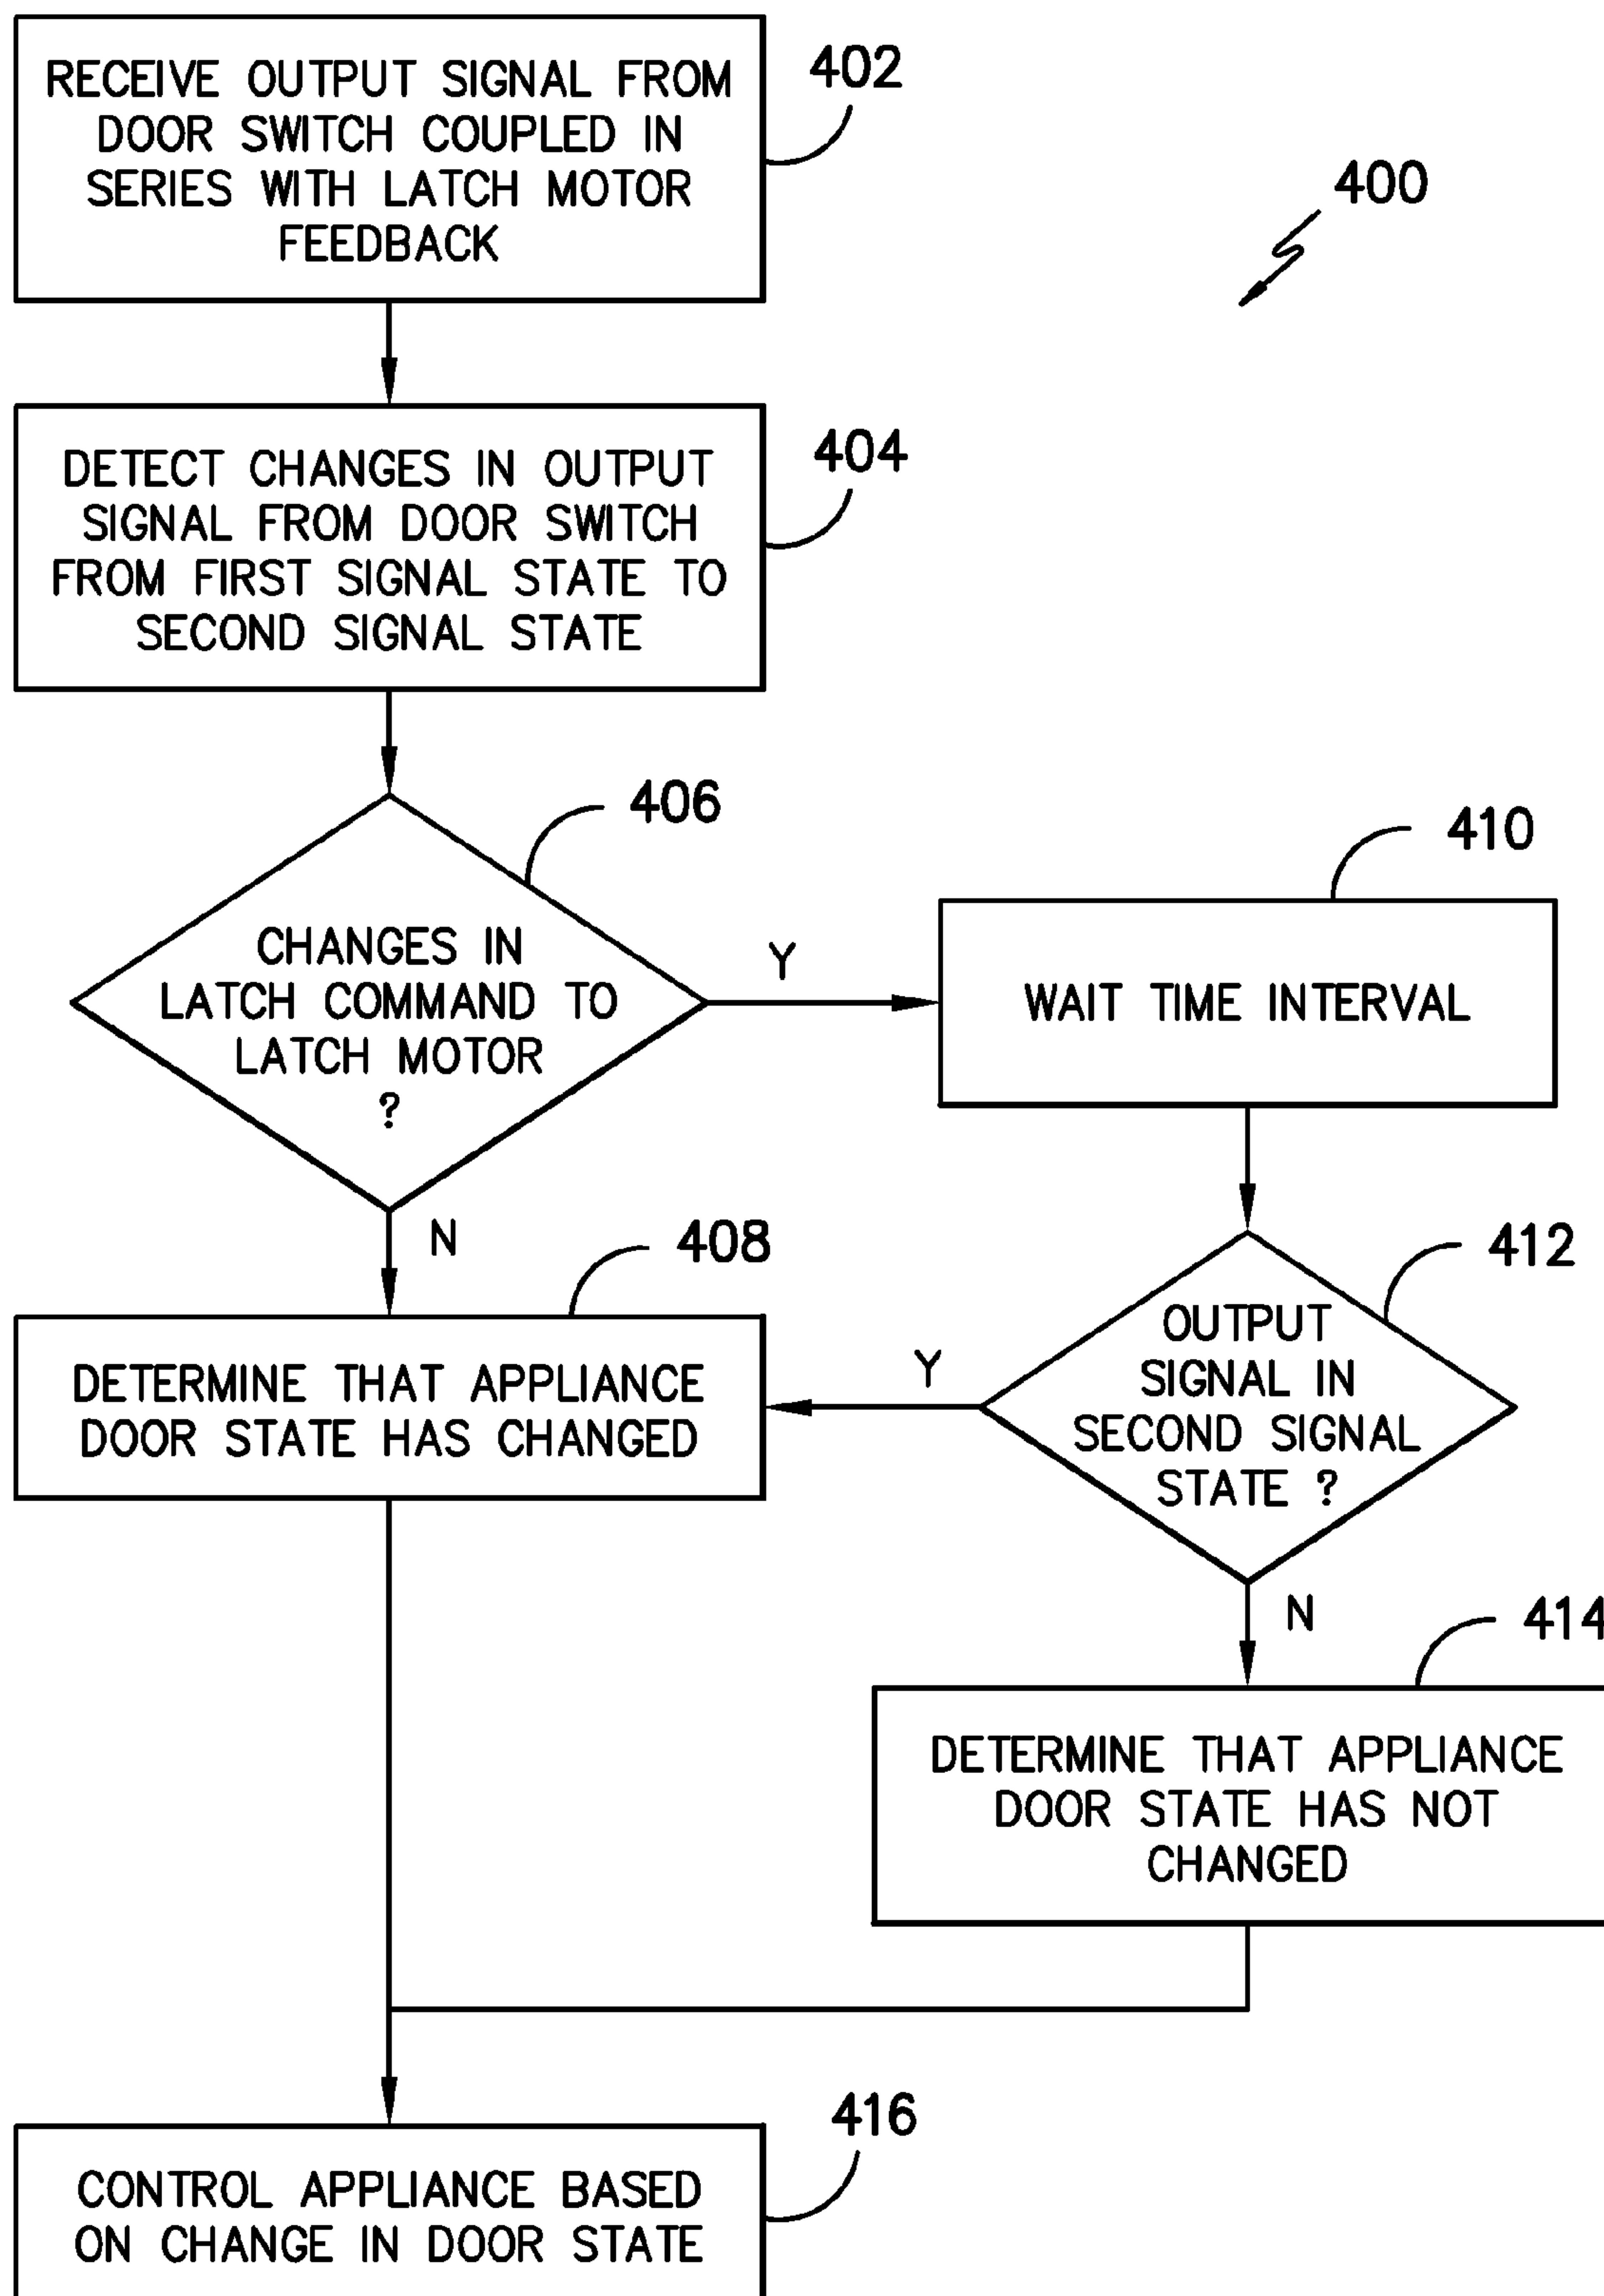 RECEIVE OUTPUT SIGNAL FROM
DOOR SWITCH COUPLED IN
SERIES WITH LATCH MOTOR
FEEDBACK
402
400
DETECT CHANGES IN OUTPUT
SIGNAL FROM DOOR SWITCH
FROM FIRST SIGNAL STATE TO
SECOND SIGNAL STATE
404
CHANGES IN
LATCH COMMAND TO
LATCH MOTOR
?
406
Y
N
WAIT TIME INTERVAL
410
DETERMINE THAT APPLIANCE
DOOR STATE HAS CHANGED
408
OUTPUT
SIGNAL IN
SECOND SIGNAL
STATE ?
412
Y
N
DETERMINE THAT APPLIANCE
DOOR STATE HAS NOT
CHANGED
414
CONTROL APPLIANCE BASED
ON CHANGE IN DOOR STATE
416